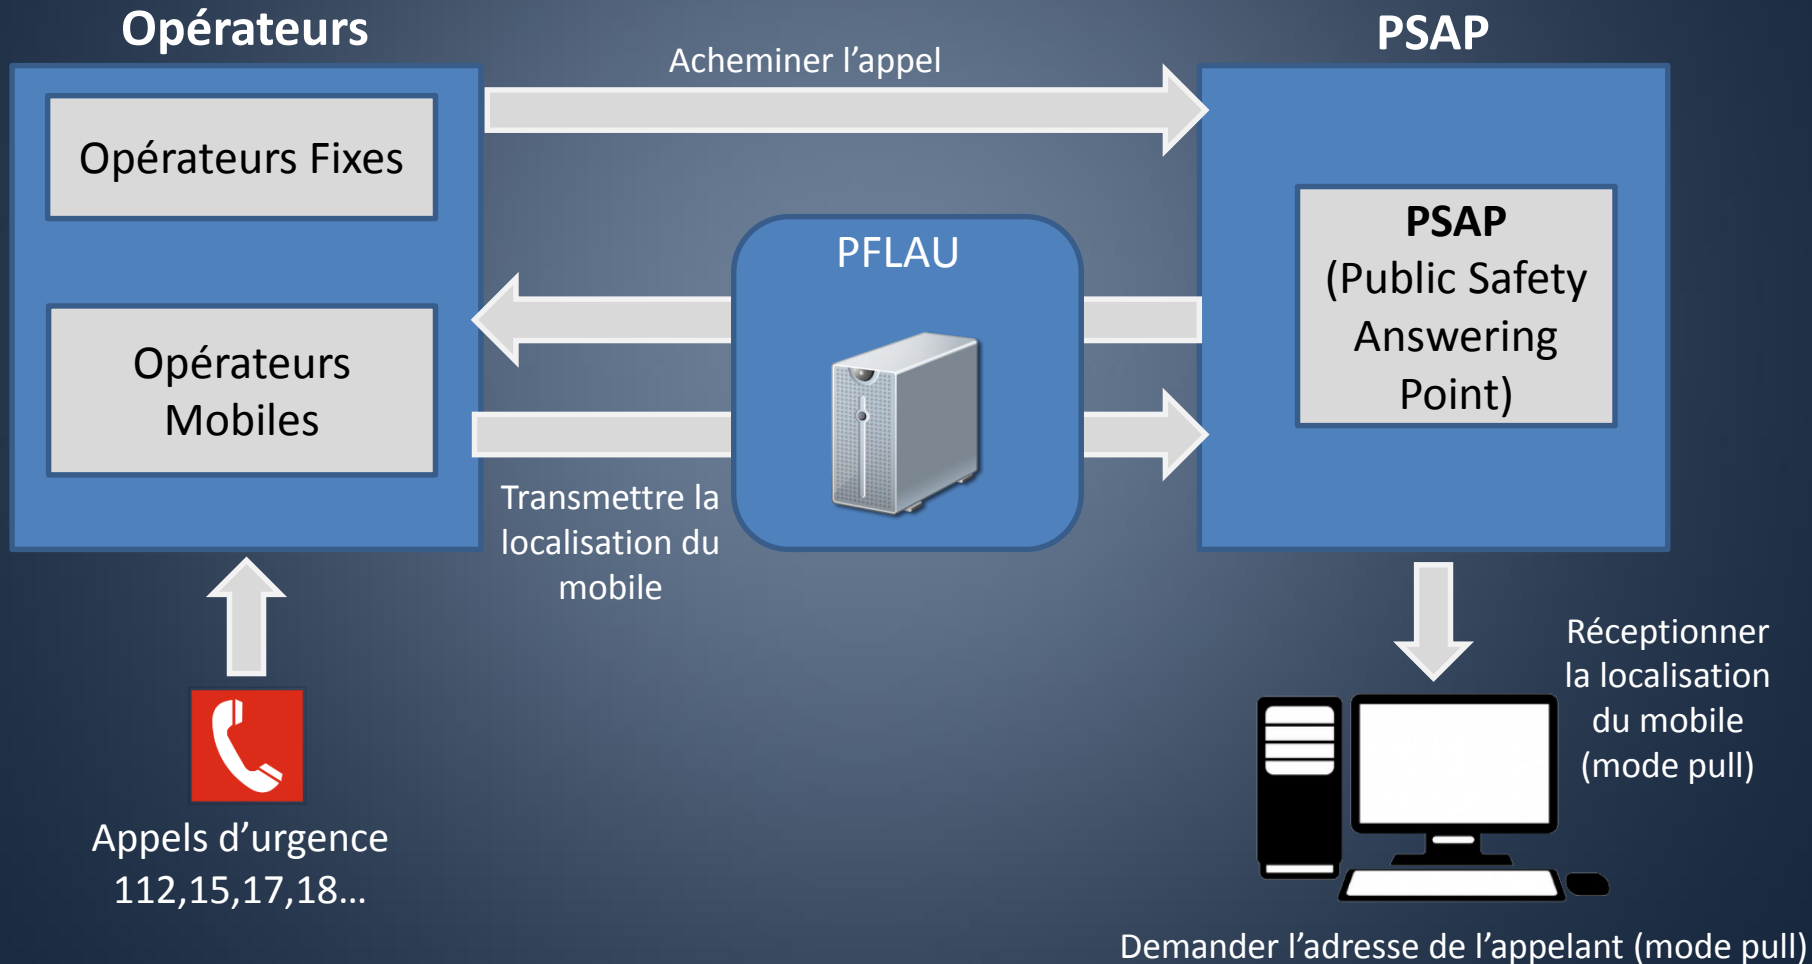 Opérateurs
PSAP
Acheminer l’appel
Opérateurs Fixes
PFLAU
PSAP
(Public Safety
Answering
Point)
Opérateurs
Mobiles
Transmettre la
localisation du
mobile
Réceptionner
la localisation
du mobile
(mode pull)
Appels d’urgence
112,15,17,18…
Demander l’adresse de l’appelant (mode pull)